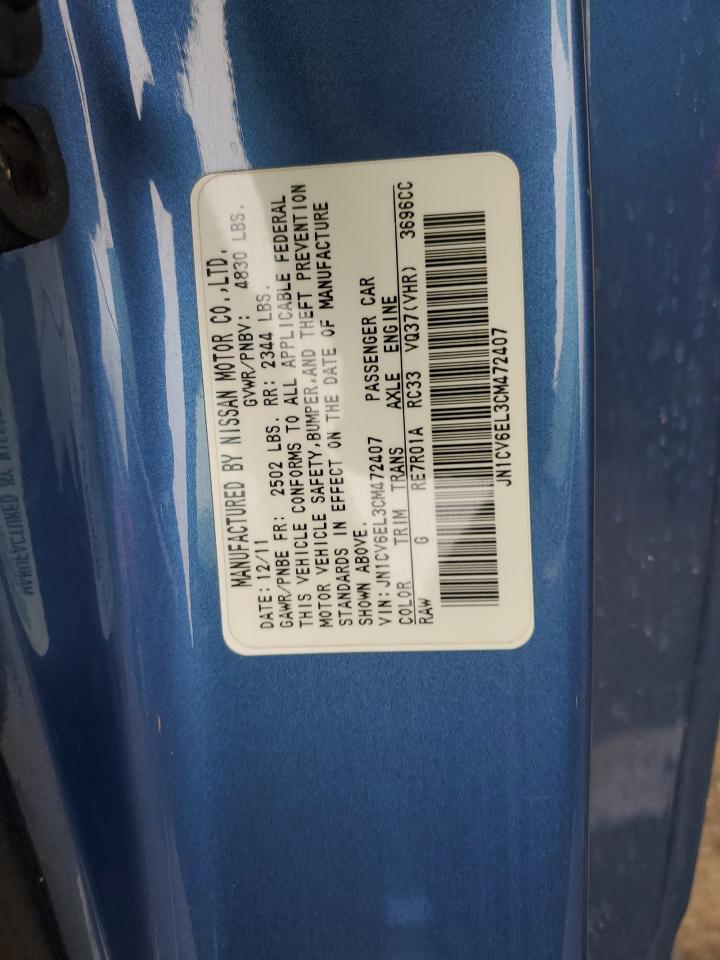 MANUFACTURED BY NISSAN MOTOR CO.,LTD.
DATE: 12/11 GVWR/PNBV: 4830 LBS.
GAWR/PNBE FR: 2502 LBS. RR: 2344 LBS.
THIS VEHICLE CONFORMS TO ALL APPLICABLE FEDERAL
MOTOR VEHICLE SAFETY,BUMPER,AND THEFT PREVENTION
STANDARDS IN EFFECT ON THE DATE OF MANUFACTURE
SHOWN ABOVE.
VIN:JN1CV6EL3CM472407 PASSENGER CAR
COLOR TRIM TRANS AXLE ENGINE
RAW G RE7R01A RC33 VQ37(VHR) 3696CC
JN1CV6EL3CM472407